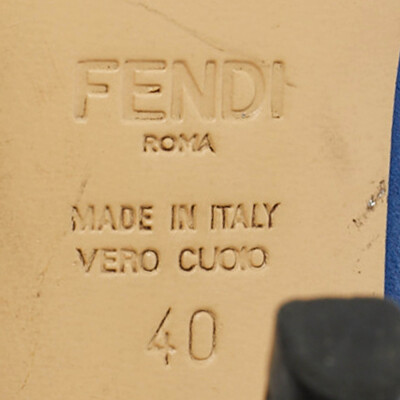 FENDI
ROMA
MADE IN ITALY
VERO CUOIO
40